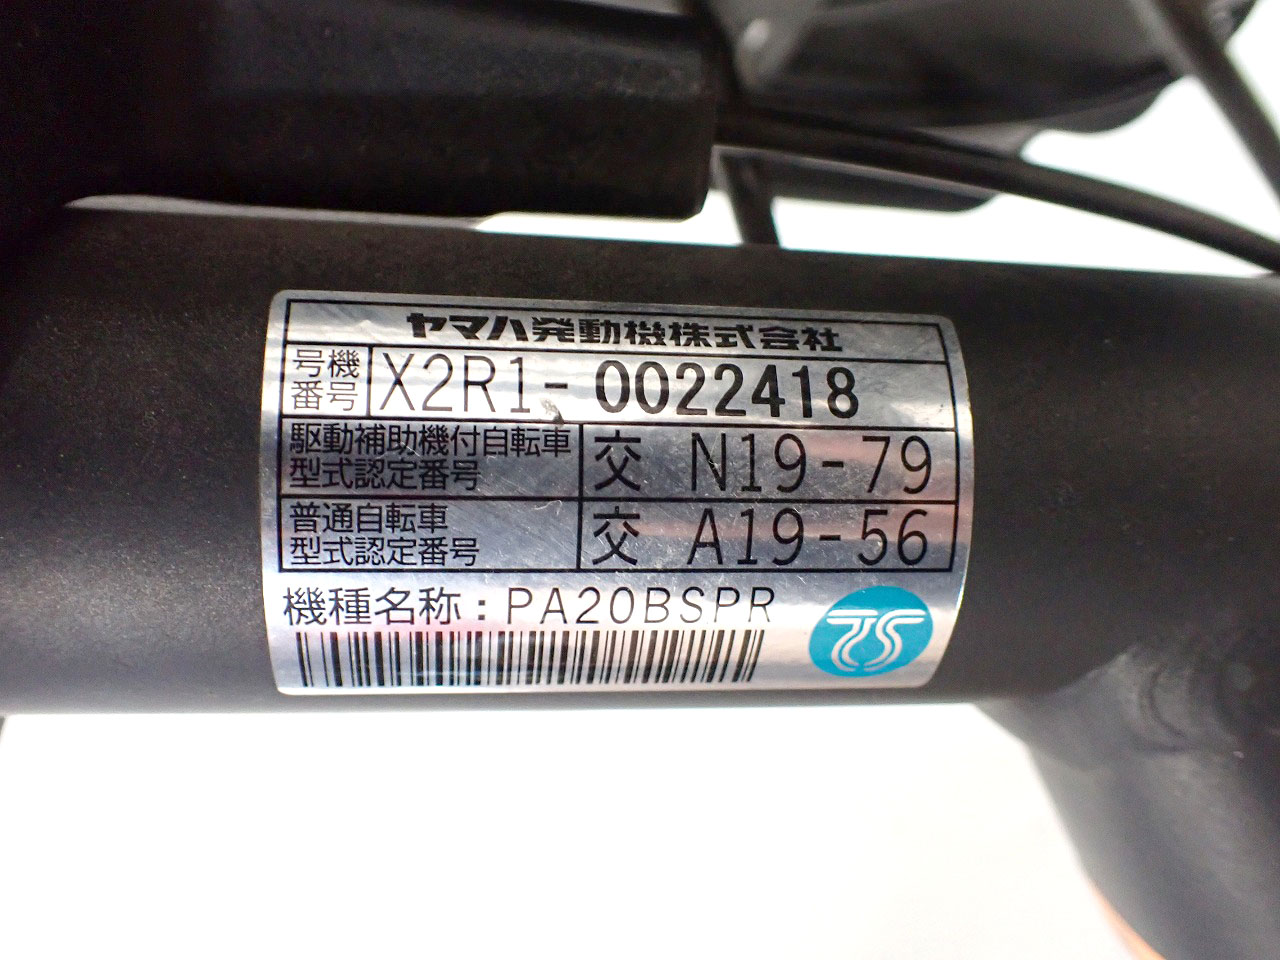 ヤマハ発動機株式会社
号機番号 X2R1-0022418
駆動補助機付自転車
型式認定番号 交 N19-79
普通自転車
型式認定番号 交 A19-56
機種名称:PA20BSPR
TS